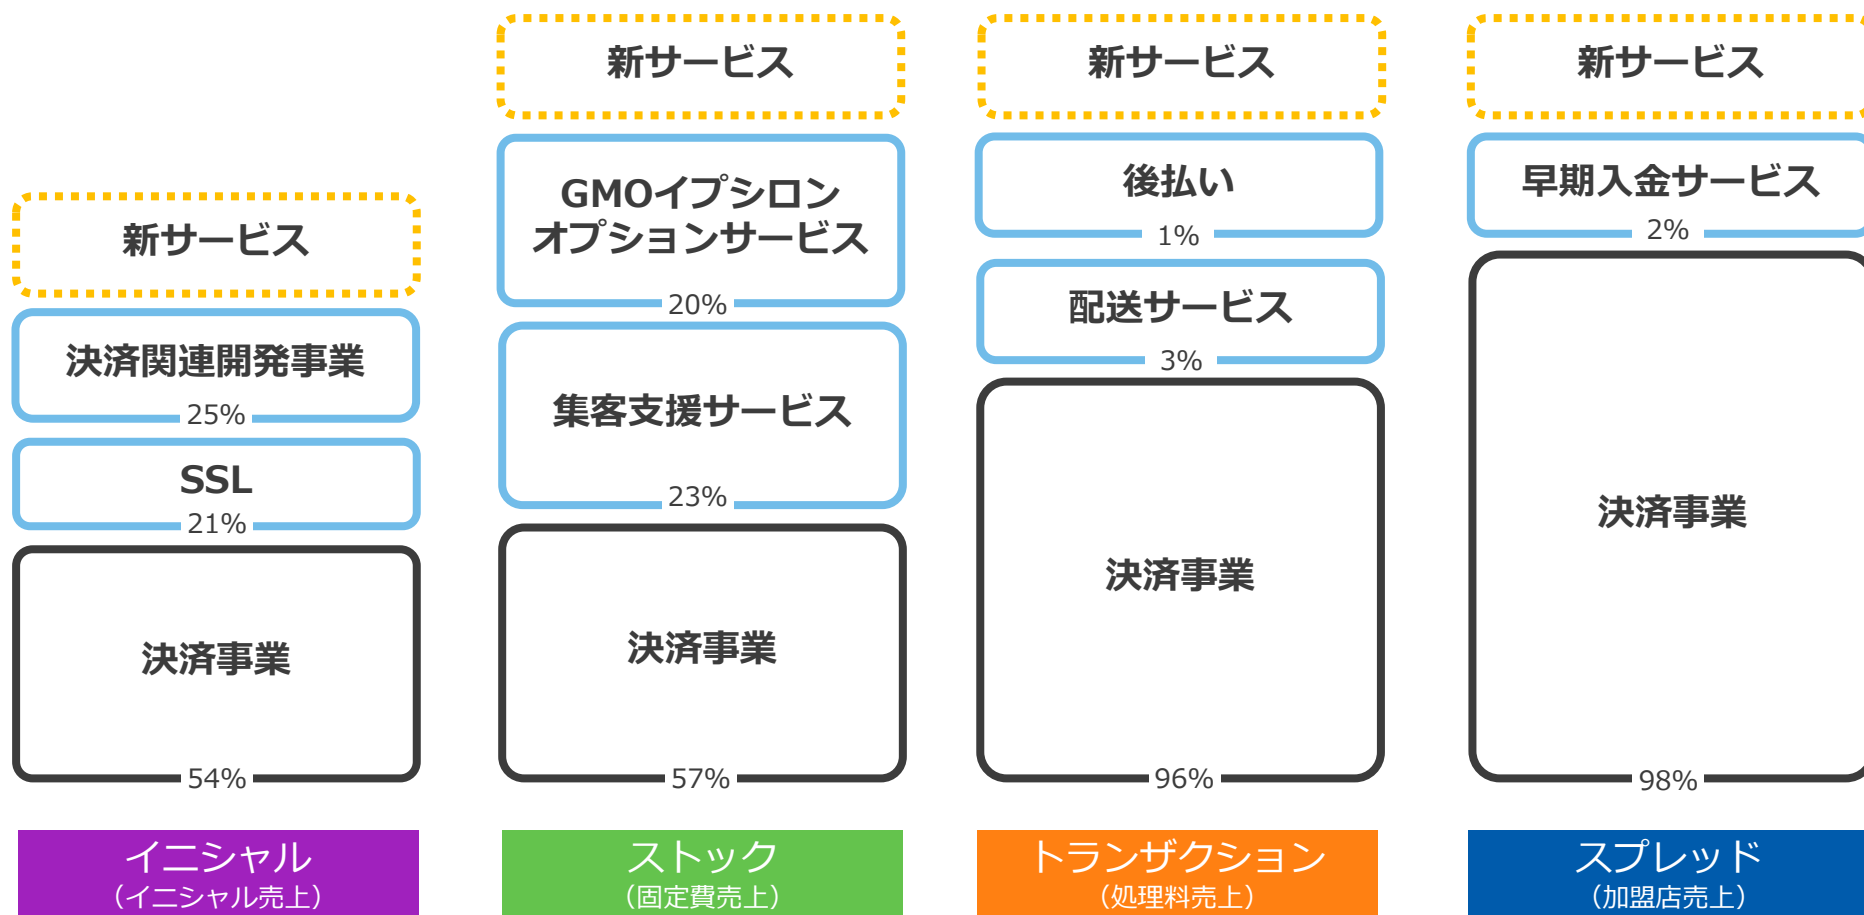 新サービス
決済関連開発事業
25%
SSL
21%
決済事業
54%
イニシャル
（イニシャル売上）
新サービス
GMOイプシロン
オプションサービス
20%
集客支援サービス
23%
決済事業
57%
ストック
（固定費売上）
新サービス
後払い
1%
配送サービス
3%
決済事業
96%
トランザクション
（処理料売上）
新サービス
早期入金サービス
2%
決済事業
98%
スプレッド
（加盟店売上）